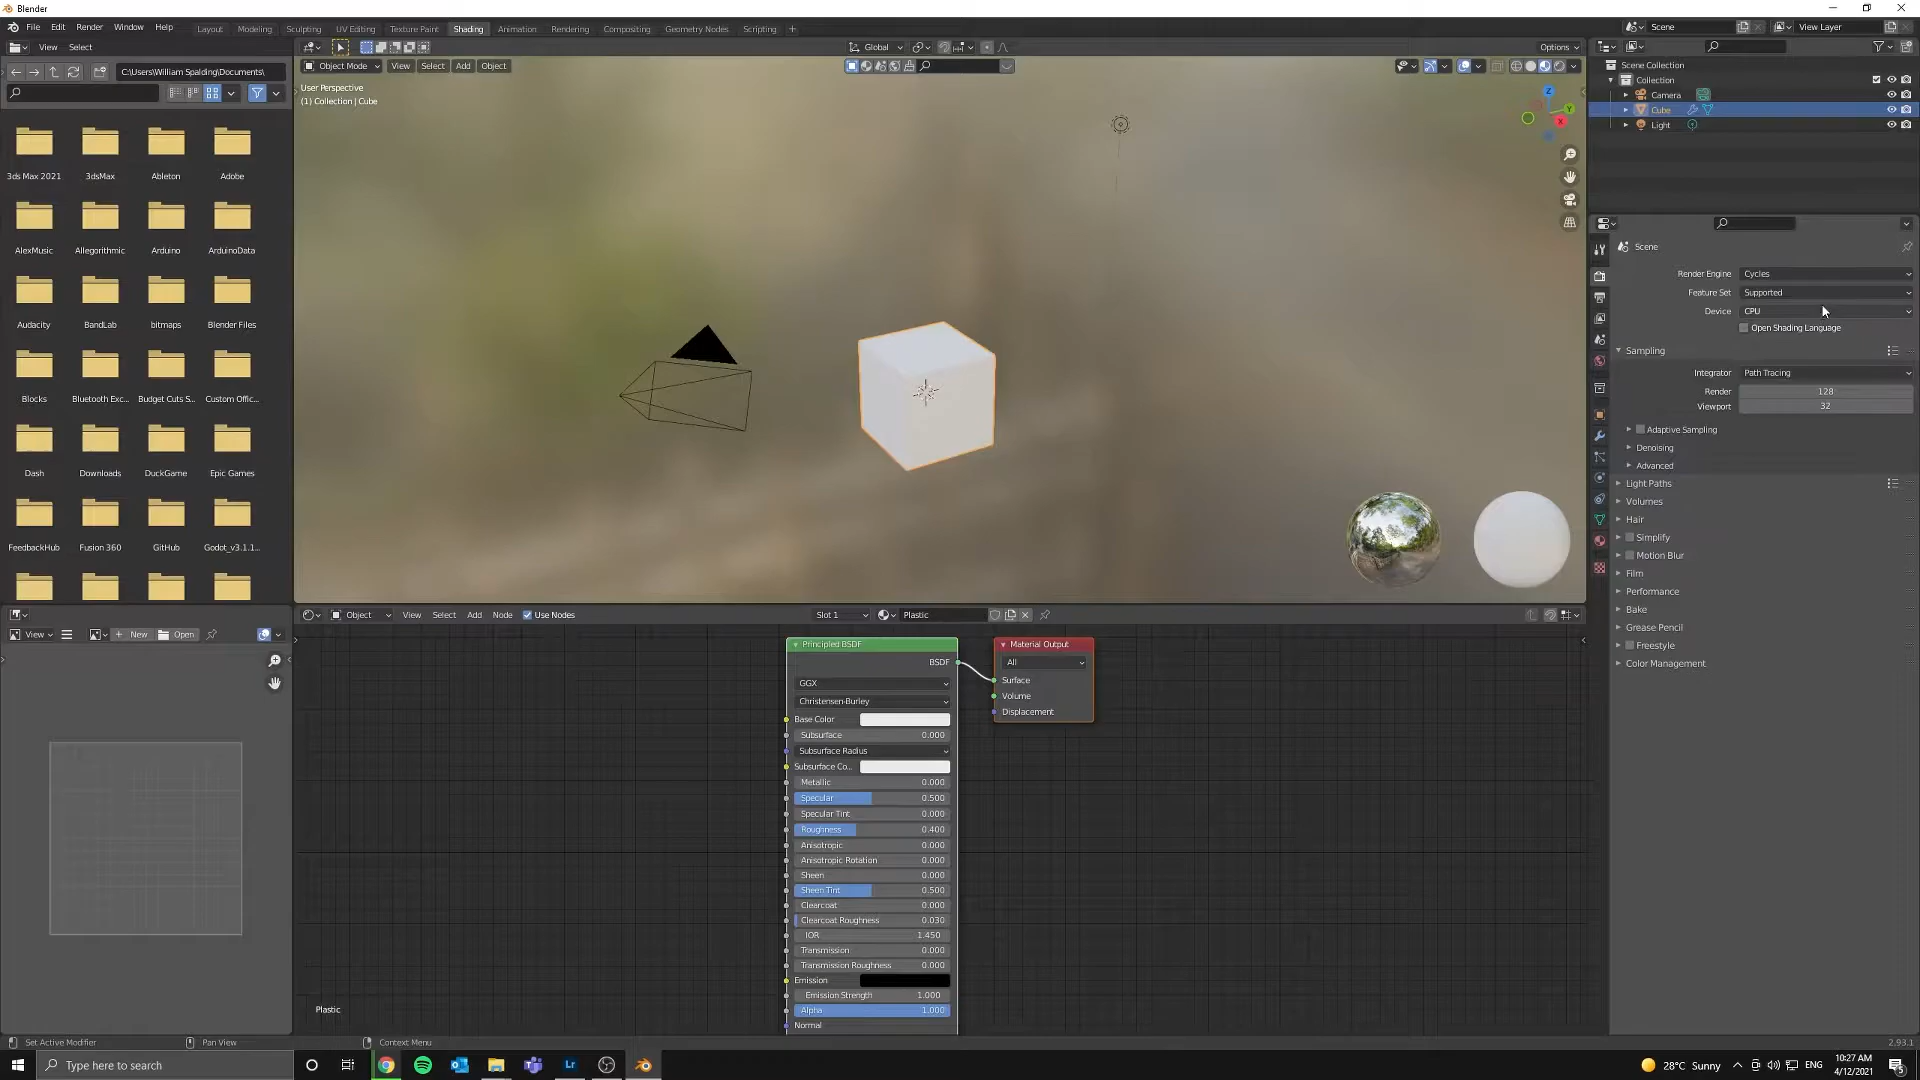 Blender
File Edit Render Window Help
Layout Modeling Sculpting UV Editing Texture Paint Shading Animation Rendering Compositing Geometry Nodes Scripting +
Scene
View Layer
View Select
Global
Options
C:\Users\William Spalding\Documents\
Object Mode View Select Add Object
User Perspective
(1) Collection | Cube
Z
Y
X
Scene Collection
Collection
Camera
Cube
Light
3ds Max 2021 3dsMax Ableton Adobe
AlexMusic Allegorithmic Arduino ArduinoData
Audacity BandLab bitmaps Blender Files
Blocks Bluetooth Exc... Budget Cuts S... Custom Offic...
Dash Downloads DuckGame Epic Games
FeedbackHub Fusion 360 GitHub Godot_v3.1.1...
Scene
Render Engine Cycles
Feature Set Supported
Device CPU
Open Shading Language
Sampling
Integrator Path Tracing
Render 128
Viewport 32
Adaptive Sampling
Denoising
Advanced
Light Paths
Volumes
Hair
Simplify
Motion Blur
Film
Performance
Bake
Grease Pencil
Freestyle
Color Management
View + New Open
Object View Select Add Node Use Nodes Slot 1 Plastic
Principled BSDF
BSDF
GGX
Christensen-Burley
Base Color
Subsurface 0.000
Subsurface Radius
Subsurface Co...
Metallic 0.000
Specular 0.500
Specular Tint 0.000
Roughness 0.400
Anisotropic 0.000
Anisotropic Rotation 0.000
Sheen 0.000
Sheen Tint 0.500
Clearcoat 0.000
Clearcoat Roughness 0.030
IOR 1.450
Transmission 0.000
Transmission Roughness 0.000
Emission
Emission Strength 1.000
Alpha 1.000
Normal
Material Output
All
Surface
Volume
Displacement
Plastic
Set Active Modifier Pan View Context Menu 2.93.1
Type here to search
Lr
28°C Sunny ENG
10:27 AM
4/12/2021
5